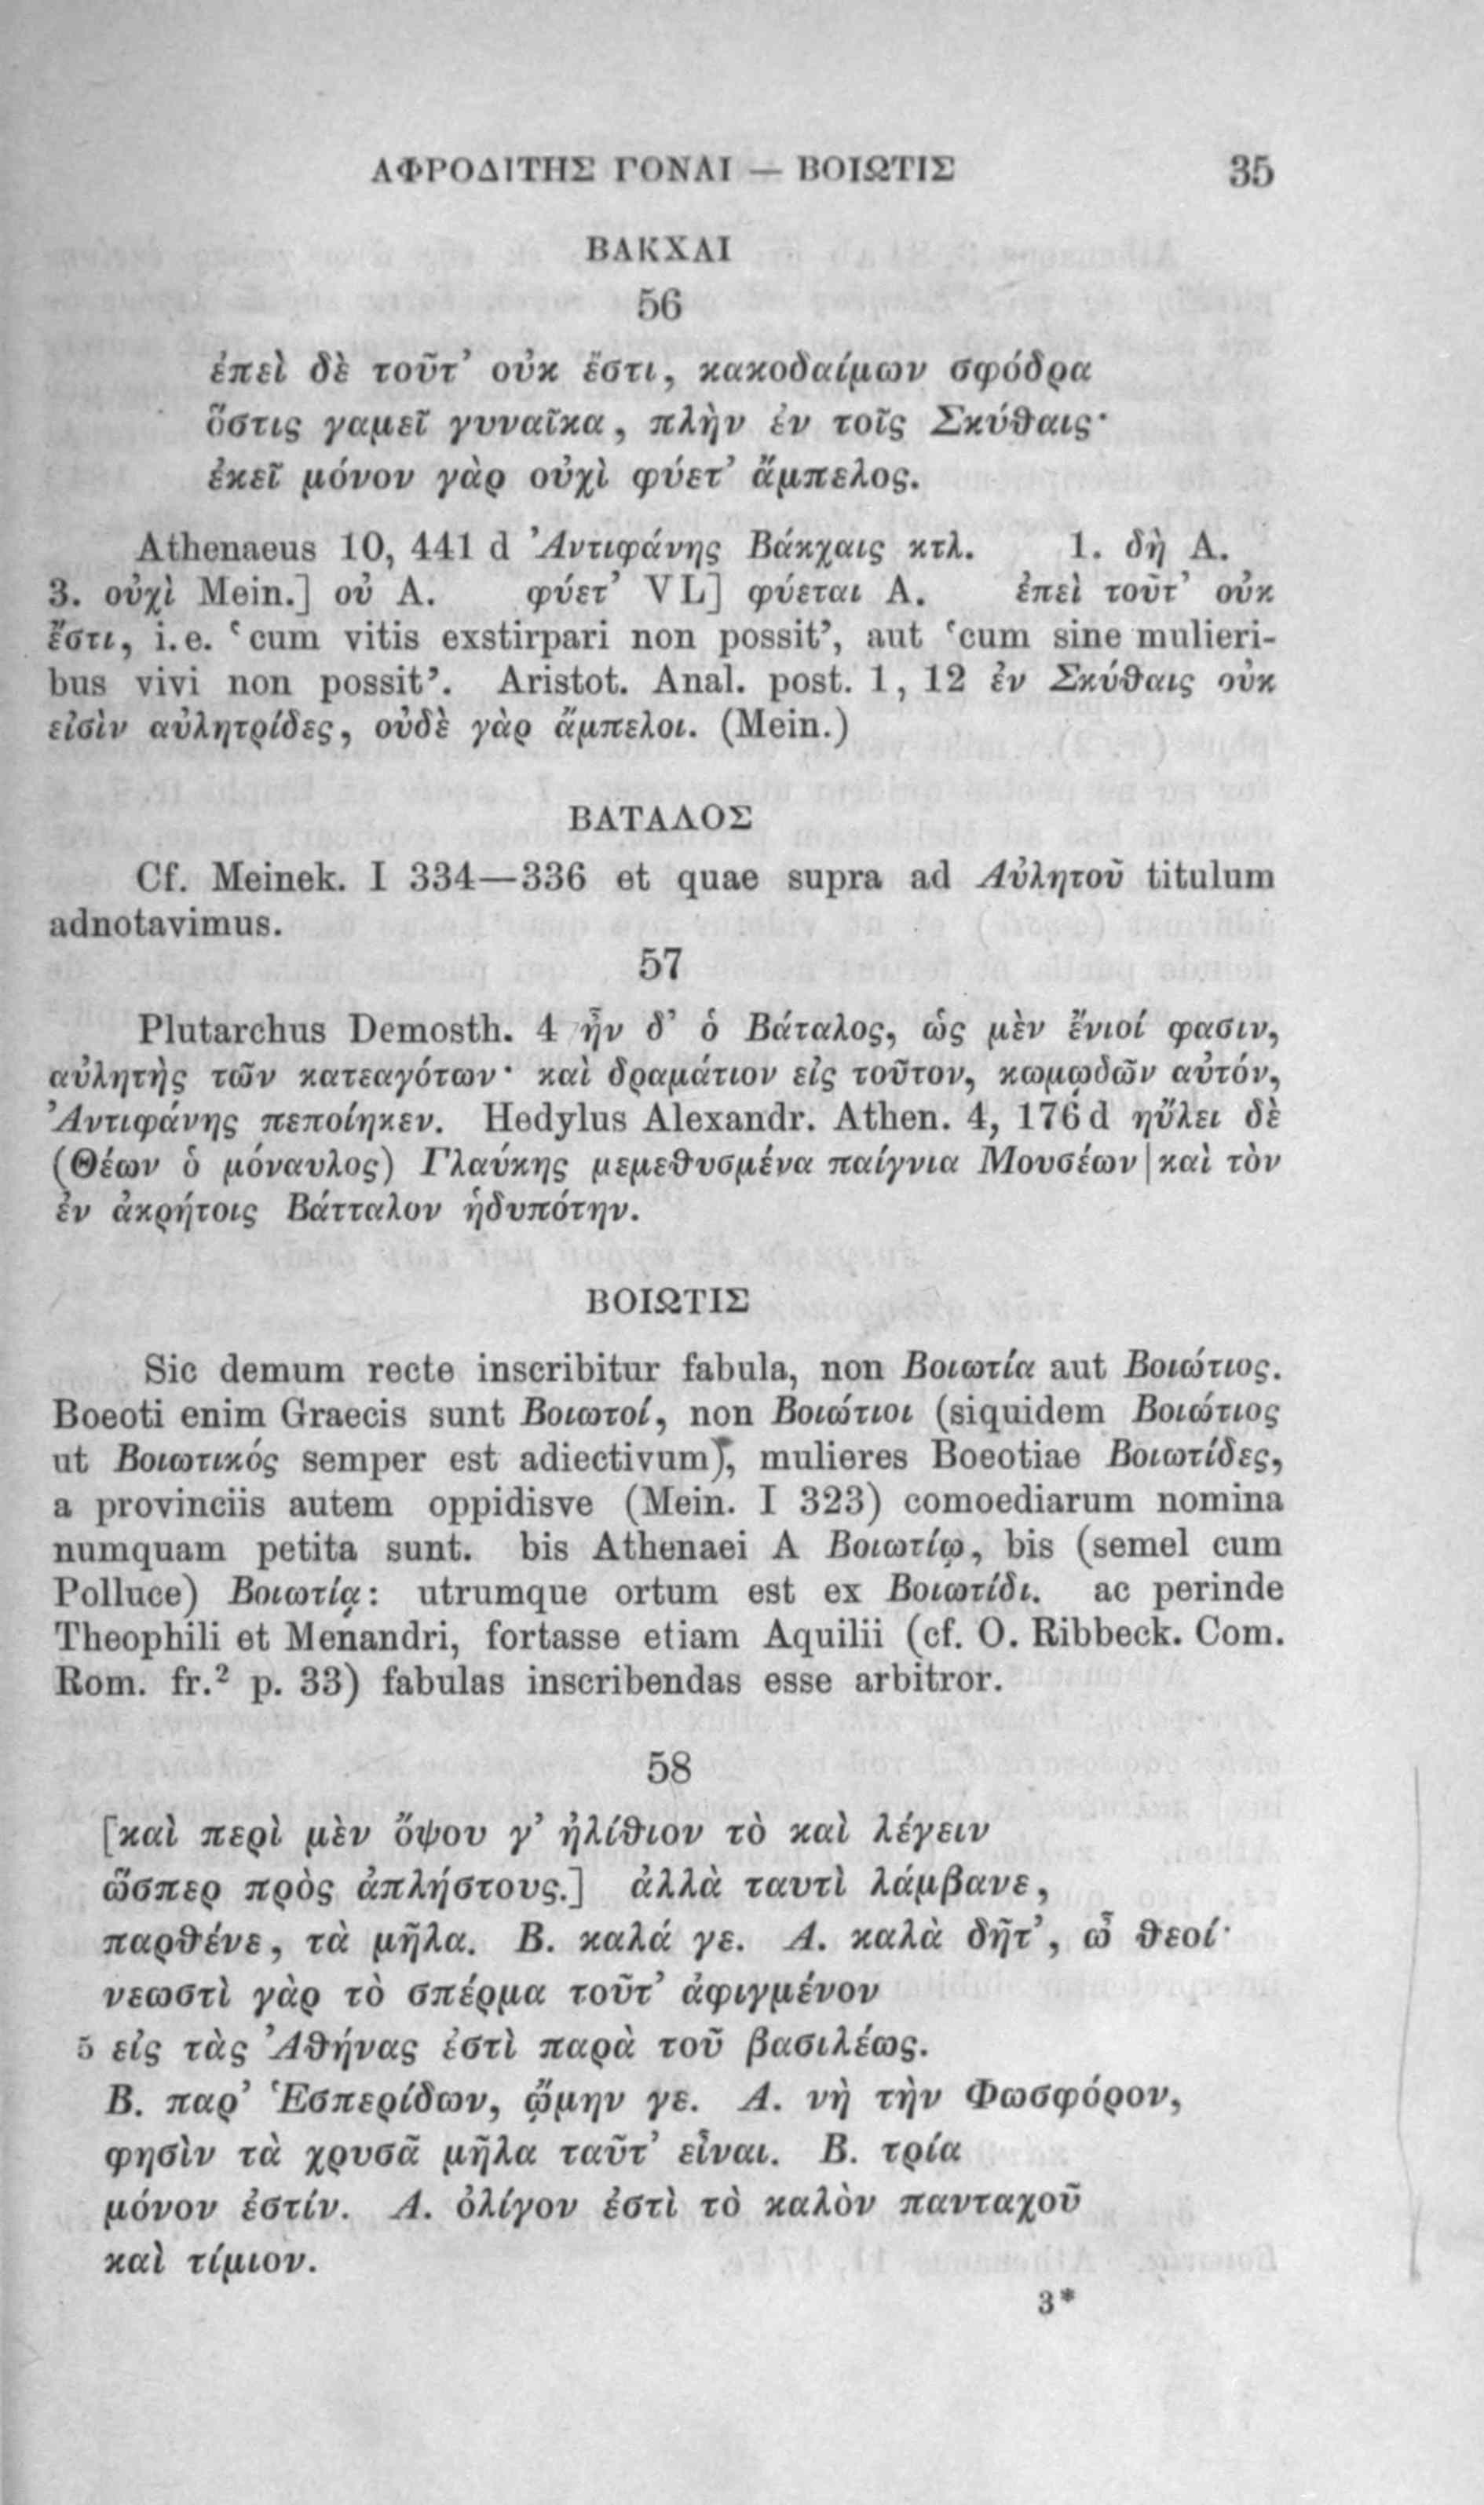 ΑΦΡΟΔΙΤΗΣ ΓΟΝΑΙ — ΒΟΙΩΤΙΣ 35
ΒΑΚΧΑΙ
56
ἐπεὶ δὲ τοῦτ’ οὐκ ἔστι, κακοδαίμων σφόδρα
ὅστις γαμεῖ γυναῖκα, πλὴν ἐν τοῖς Σκύθαις·
ἐκεῖ μόνον γὰρ οὐχὶ φύετ’ ἄμπελος.
Athenaeus 10, 441 d Ἀντιφάνης Βάκχαις κτλ. 1. δὴ A.
3. οὐχὶ Mein.] οὐ A. φύετ’ VL] φύεται A. ἐπεὶ τοῦτ’ οὐκ
ἔστι, i. e. ‘cum vitis exstirpari non possit’, aut ‘cum sine mulieri-
bus vivi non possit’. Aristot. Anal. post. 1, 12 ἐν Σκύθαις οὐκ
εἰσὶν αὐλητρίδες, οὐδὲ γὰρ ἄμπελοι. (Mein.)
ΒΑΤΑΛΟΣ
Cf. Meinek. I 334—336 et quae supra ad Αὐλητοῦ titulum
adnotavimus.
57
Plutarchus Demosth. 4 ἦν δ’ ὁ Βάταλος, ὡς μὲν ἔνιοί φασιν,
αὐλητὴς τῶν κατεαγότων· καὶ δραμάτιον εἰς τοῦτον, κωμῳδῶν αὐτόν,
Ἀντιφάνης πεποίηκεν. Hedylus Alexandr. Athen. 4, 176 d ηὔλει δὲ
(Θέων ὁ μόναυλος) Γλαύκης μεμεθυσμένα παίγνια Μουσέων | καὶ τὸν
ἐν ἀκρήτοις Βάτταλον ἡδυπότην.
ΒΟΙΩΤΙΣ
Sic demum recte inscribitur fabula, non Βοιωτία aut Βοιώτιος.
Boeoti enim Graecis sunt Βοιωτοί, non Βοιώτιοι (siquidem Βοιώτιος
ut Βοιωτικός semper est adiectivum), mulieres Boeotiae Βοιωτίδες,
a provinciis autem oppidisve (Mein. I 323) comoediarum nomina
numquam petita sunt. bis Athenaei A Βοιωτίῳ, bis (semel cum
Polluce) Βοιωτίᾳ: utrumque ortum est ex Βοιωτίδι. ac perinde
Theophili et Menandri, fortasse etiam Aquilii (cf. O. Ribbeck. Com.
Rom. fr.² p. 33) fabulas inscribendas esse arbitror.
58
[καὶ περὶ μὲν ὄψου γ’ ἠλίθιον τὸ καὶ λέγειν
ὥσπερ πρὸς ἀπλήστους.] ἀλλὰ ταυτὶ λάμβανε,
παρθένε, τὰ μῆλα. Β. καλά γε. Α. καλὰ δῆτ’, ὦ θεοί·
νεωστὶ γὰρ τὸ σπέρμα τοῦτ’ ἀφιγμένον
5 εἰς τὰς Ἀθήνας ἐστὶ παρὰ τοῦ βασιλέως.
Β. παρ’ Ἑσπερίδων, ᾤμην γε. Α. νὴ τὴν Φωσφόρον,
φησὶν τὰ χρυσᾶ μῆλα ταῦτ’ εἶναι. Β. τρία
μόνον ἐστίν. Α. ὀλίγον ἐστὶ τὸ καλὸν πανταχοῦ
καὶ τίμιον.
3*